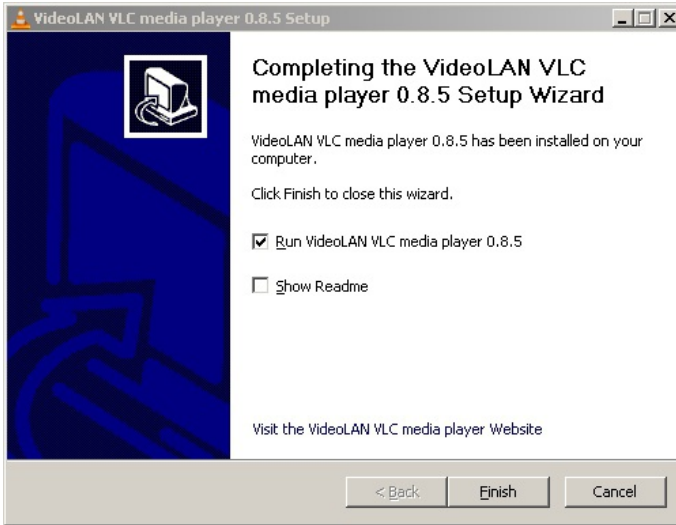 VideoLAN VLC media player 0.8.5 Setup
Completing the VideoLAN VLC
media player 0.8.5 Setup Wizard
VideoLAN VLC media player 0.8.5 has been installed on your
computer.
Click Finish to close this wizard.
Run VideoLAN VLC media player 0.8.5
Show Readme
Visit the VideoLAN VLC media player Website
< Back Finish Cancel